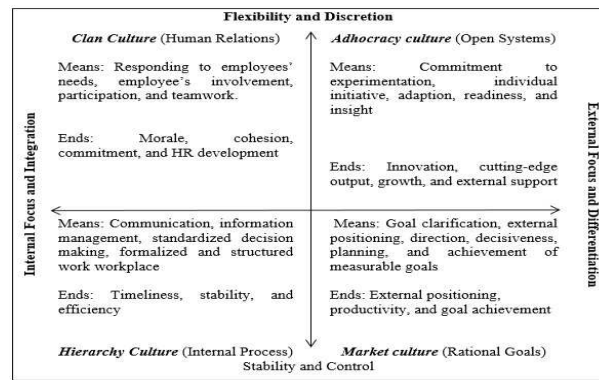 Flexibility and Discretion
Clan Culture (Human Relations)
Means: Responding to employees'
needs, employee's involvement,
participation, and teamwork.
Ends: Morale, cohesion,
commitment, and HR development
Adhocracy culture (Open Systems)
Means: Commitment to
experimentation, individual
initiative, adaption, readiness, and
insight
Ends: Innovation, cutting-edge
output, growth, and external support
Internal Focus and Integration
External Focus and Differentiation
Means: Communication, information
management, standardized decision
making, formalized and structured
work workplace
Ends: Timeliness, stability, and
efficiency
Hierarchy Culture (Internal Process)
Means: Goal clarification, external
positioning, direction, decisiveness,
planning, and achievement of
measurable goals
Ends: External positioning,
productivity, and goal achievement
Market culture (Rational Goals)
Stability and Control